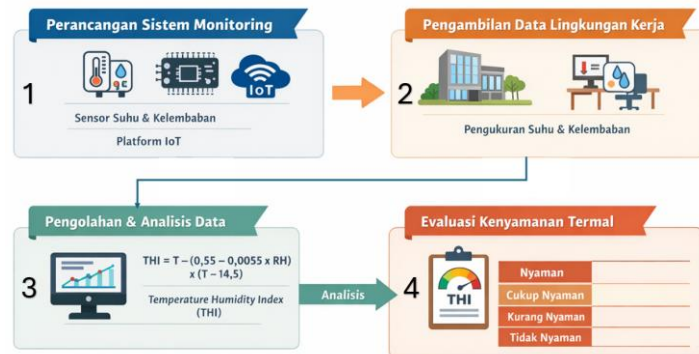 Perancangan Sistem Monitoring
1
IoT
Sensor Suhu & Kelembaban
Platform IoT
Pengambilan Data Lingkungan Kerja
2
Pengukuran Suhu & Kelembaban
Pengolahan & Analisis Data
3
THI = T – (0,55 – 0,0055 x RH)
x (T – 14,5)
Temperature Humidity Index
(THI)
Analisis
Evaluasi Kenyamanan Termal
4
THI
Nyaman
Cukup Nyaman
Kurang Nyaman
Tidak Nyaman